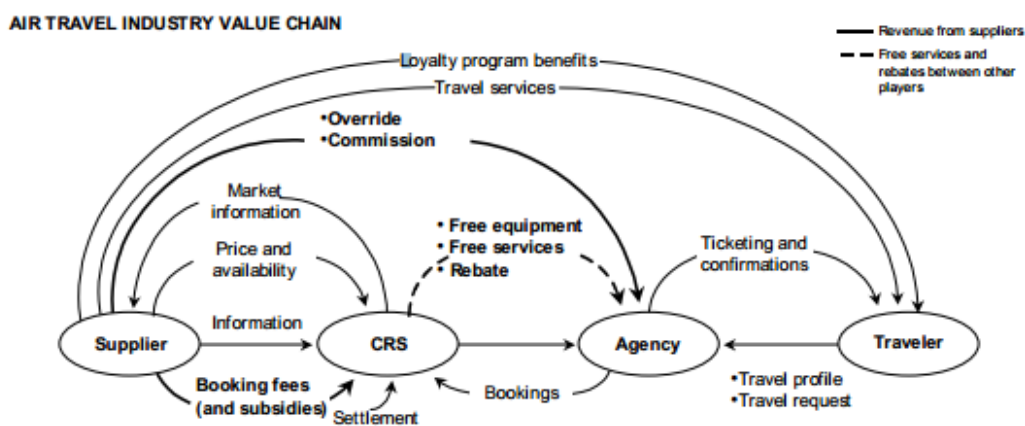 AIR TRAVEL INDUSTRY VALUE CHAIN
Revenue from suppliers
Free services and
rebates between other
players
Loyalty program benefits
Travel services
•Override
•Commission
Market
information
• Free equipment
• Free services
• Rebate
Price and
availability
Ticketing and
confirmations
Information
Supplier
CRS
Agency
Traveler
Booking fees
(and subsidies)
Settlement
Bookings
•Travel profile
•Travel request